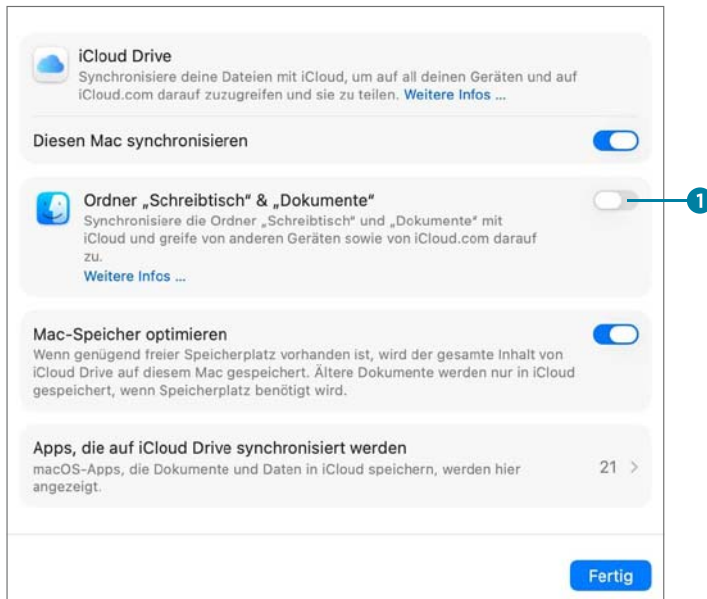 iCloud Drive
Synchronisiere deine Dateien mit iCloud, um auf all deinen Geräten und auf
iCloud.com darauf zuzugreifen und sie zu teilen. Weitere Infos ...
Diesen Mac synchronisieren
Ordner „Schreibtisch“ & „Dokumente“
1
Synchronisiere die Ordner „Schreibtisch“ und „Dokumente“ mit
iCloud und greife von anderen Geräten sowie von iCloud.com darauf
zu.
Weitere Infos ...
Mac-Speicher optimieren
Wenn genügend freier Speicherplatz vorhanden ist, wird der gesamte Inhalt von
iCloud Drive auf diesem Mac gespeichert. Ältere Dokumente werden nur in iCloud
gespeichert, wenn Speicherplatz benötigt wird.
Apps, die auf iCloud Drive synchronisiert werden
macOS-Apps, die Dokumente und Daten in iCloud speichern, werden hier
angezeigt.
21 >
Fertig